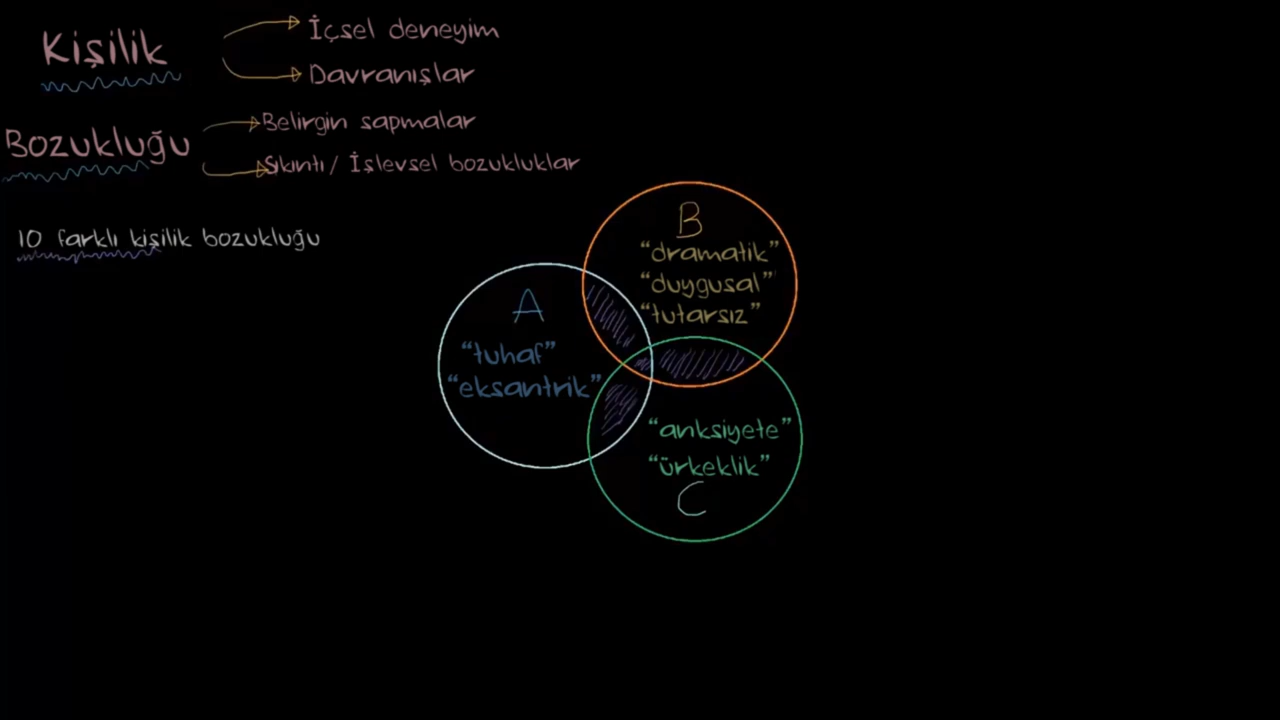 Kişilik
İçsel deneyim
Davranışlar
Bozukluğu
Belirgin sapmalar
Sıkıntı / İşlevsel bozukluklar
10 farklı kişilik bozukluğu
A
"tuhaf"
"eksantrik"
B
"dramatik"
"duygusal"
"tutarsız"
"anksiyete"
"ürkeklik"
C